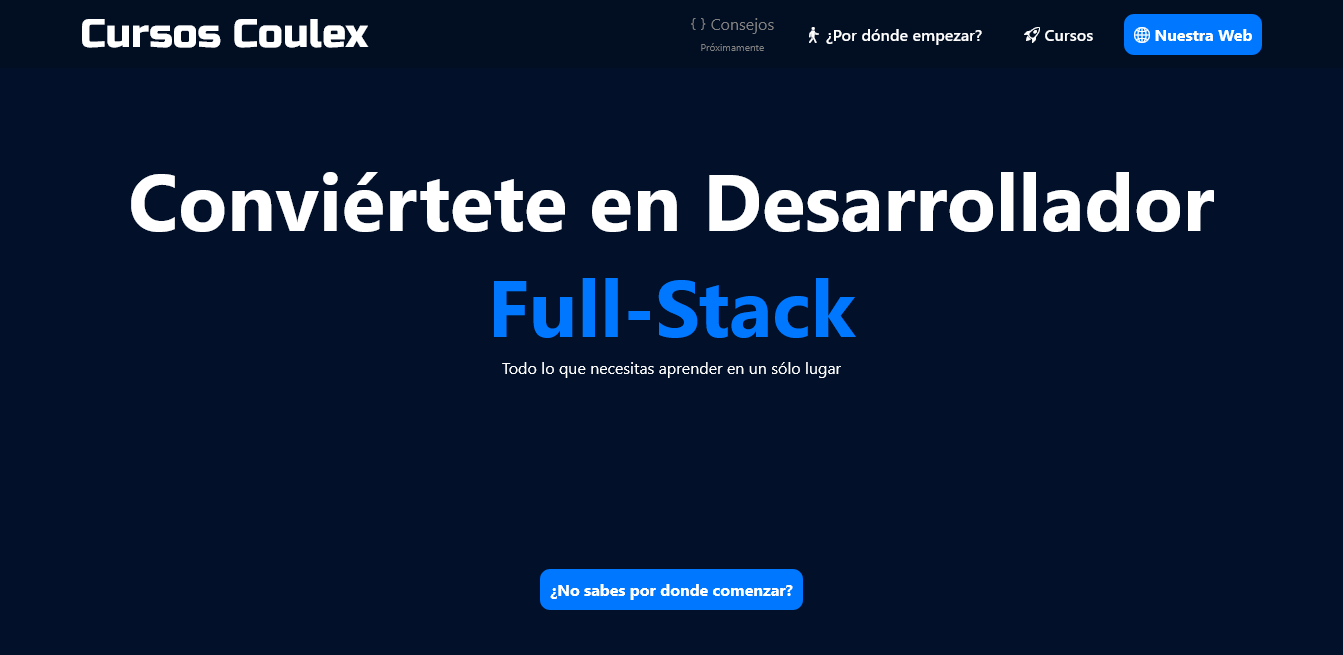 Cursos Coulex
{ } Consejos
Próximamente
¿Por dónde empezar?
Cursos
Nuestra Web
Conviértete en Desarrollador
Full-Stack
Todo lo que necesitas aprender en un sólo lugar
¿No sabes por donde comenzar?